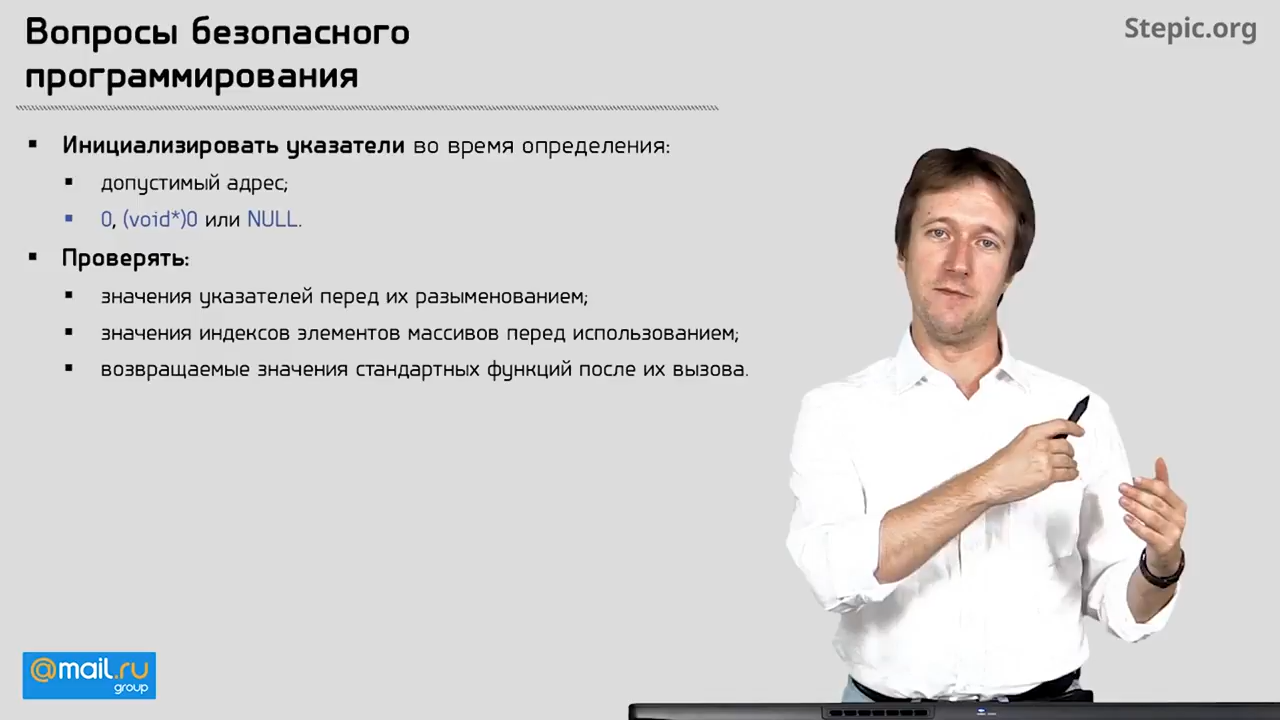 Вопросы безопасного
программирования
Stepic.org
Инициализировать указатели во время определения:
допустимый адрес;
0, (void*)0 или NULL.
Проверять:
значения указателей перед их разыменованием;
значения индексов элементов массивов перед использованием;
возвращаемые значения стандартных функций после их вызова.
@mail.ru
group